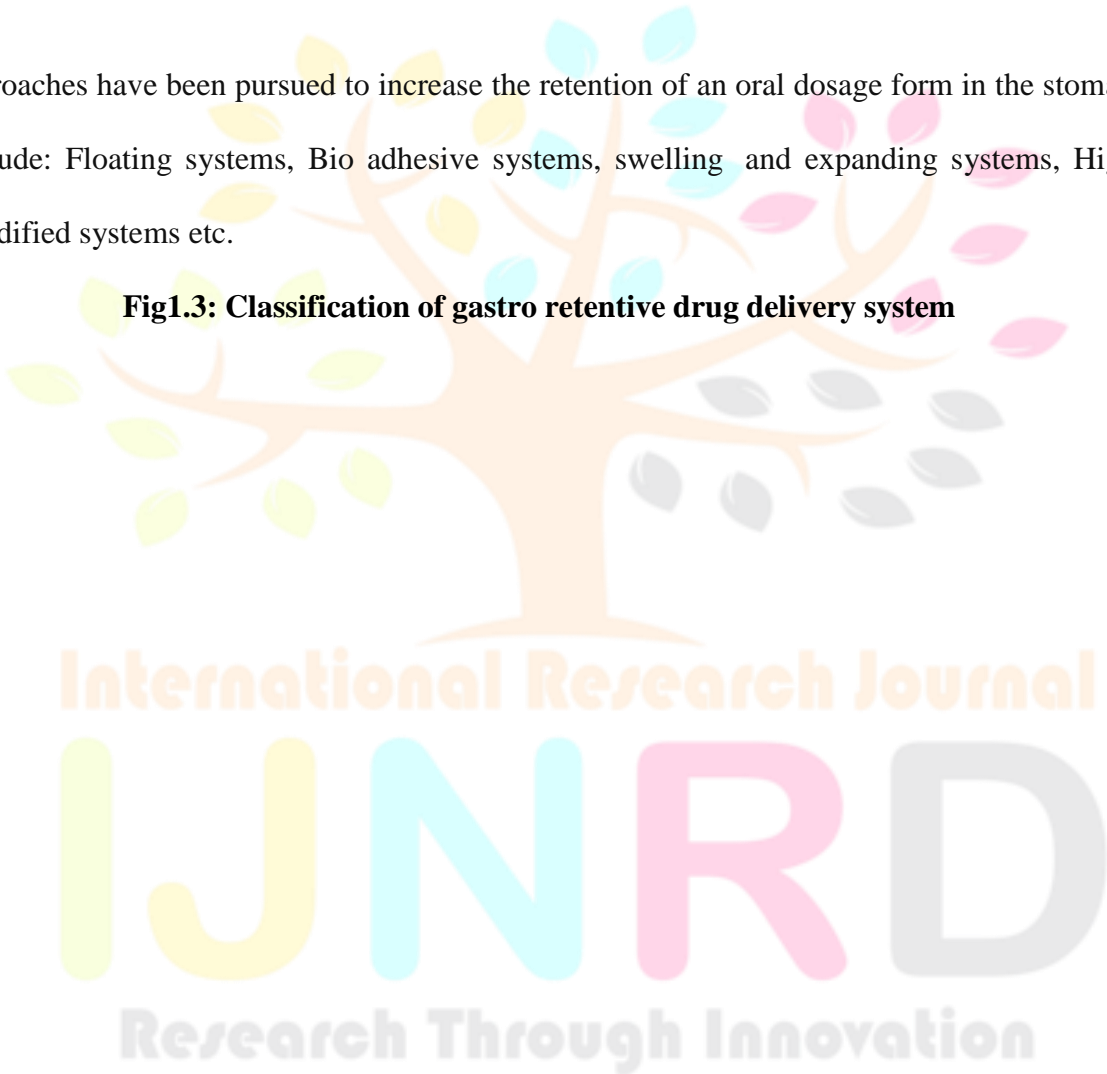 roaches have been pursued to increase the retention of an oral dosage form in the stoma
ude: Floating systems, Bio adhesive systems, swelling and expanding systems, Hi
dified systems etc.
Fig1.3: Classification of gastro retentive drug delivery system
International Research Journal
IJNRD
Research Through Innovation